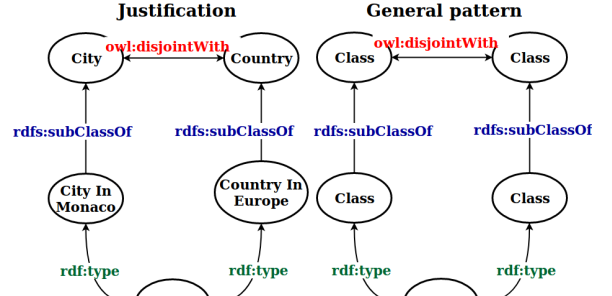 Justification
General pattern
owl:disjointWith
owl:disjointWith
City
Country
Class
Class
rdfs:subClassOf
rdfs:subClassOf
rdfs:subClassOf
rdfs:subClassOf
City In
Monaco
Country In
Europe
Class
Class
rdf:type
rdf:type
rdf:type
rdf:type